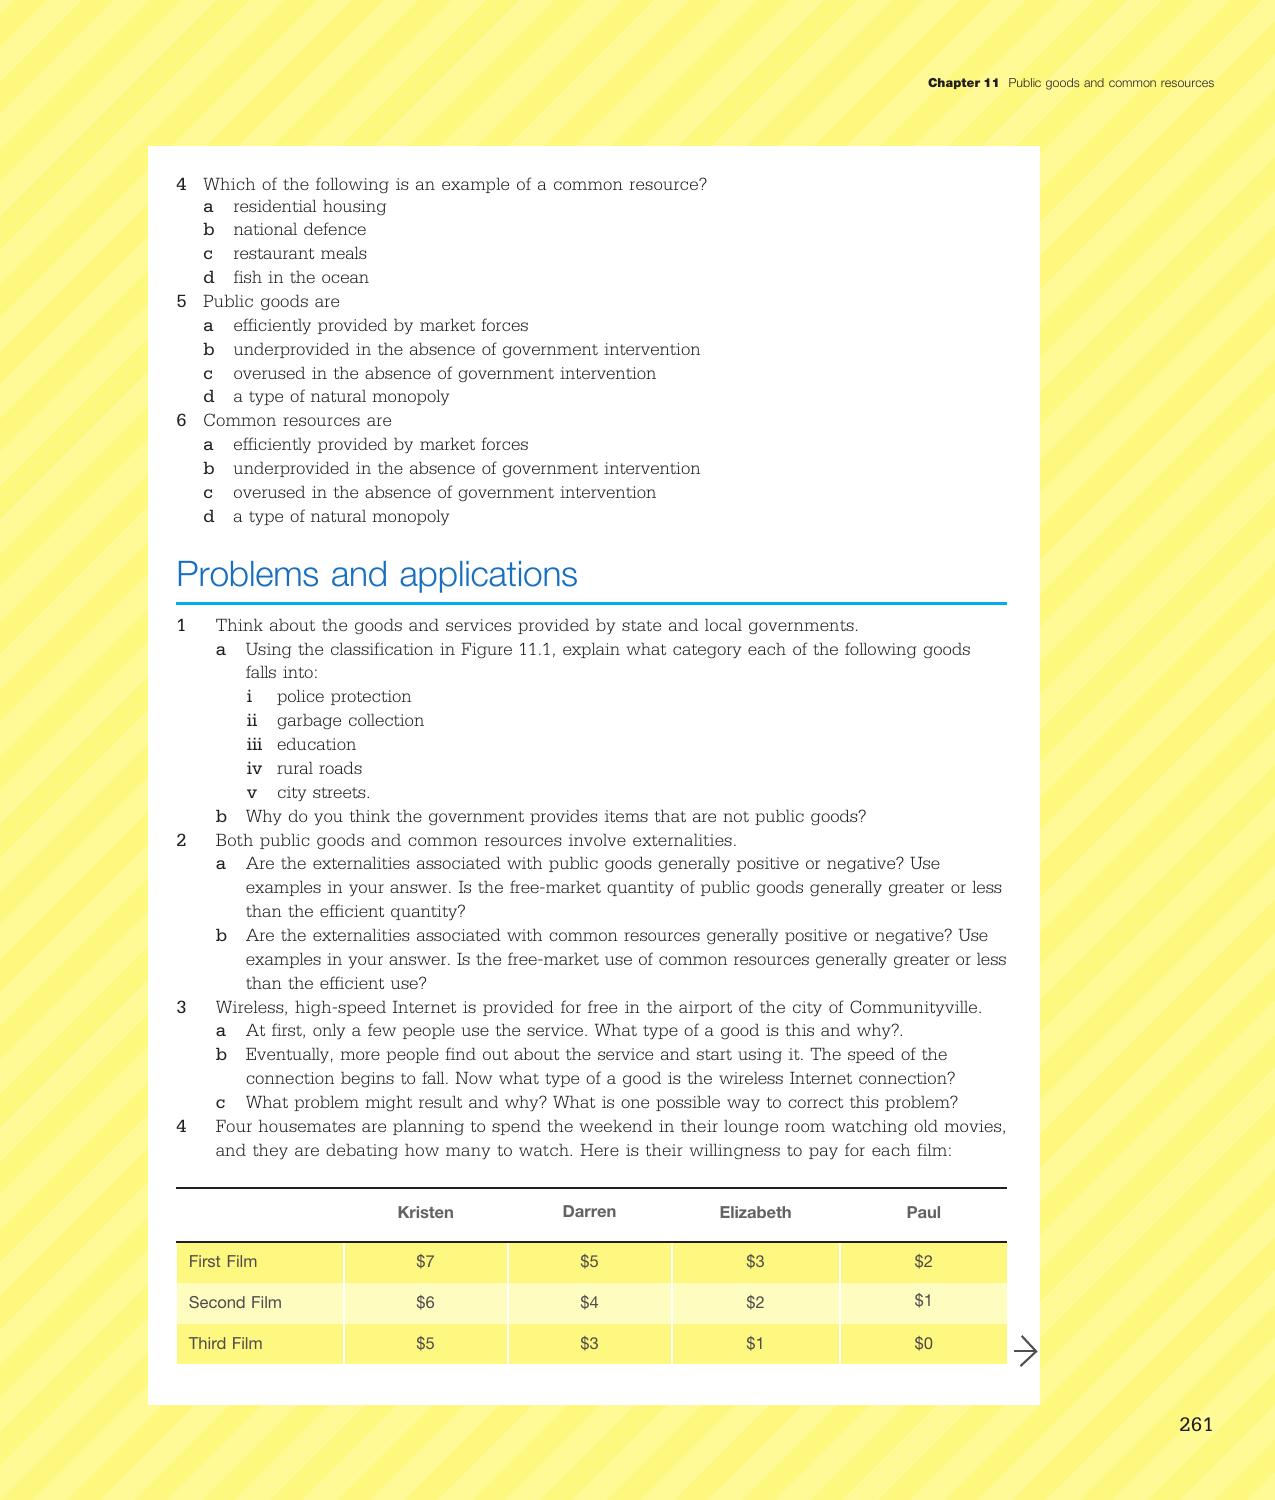 Chapter 11 Public goods and common resources
4 Which of the following is an example of a common resource?
a residential housing
b national defence
c restaurant meals
d fish in the ocean
5 Public goods are
a efficiently provided by market forces
b underprovided in the absence of government intervention
c overused in the absence of government intervention
d a type of natural monopoly
6 Common resources are
a efficiently provided by market forces
b underprovided in the absence of government intervention
c overused in the absence of government intervention
d a type of natural monopoly
Problems and applications
1 Think about the goods and services provided by state and local governments.
a Using the classification in Figure 11.1, explain what category each of the following goods
falls into:
i police protection
ii garbage collection
iii education
iv rural roads
v city streets.
b Why do you think the government provides items that are not public goods?
2 Both public goods and common resources involve externalities.
a Are the externalities associated with public goods generally positive or negative? Use
examples in your answer. Is the free-market quantity of public goods generally greater or less
than the efficient quantity?
b Are the externalities associated with common resources generally positive or negative? Use
examples in your answer. Is the free-market use of common resources generally greater or less
than the efficient use?
3 Wireless, high-speed Internet is provided for free in the airport of the city of Communityville.
a At first, only a few people use the service. What type of a good is this and why?.
b Eventually, more people find out about the service and start using it. The speed of the
connection begins to fall. Now what type of a good is the wireless Internet connection?
c What problem might result and why? What is one possible way to correct this problem?
4 Four housemates are planning to spend the weekend in their lounge room watching old movies,
and they are debating how many to watch. Here is their willingness to pay for each film:
Kristen Darren Elizabeth Paul
First Film $7 $5 $3 $2
Second Film $6 $4 $2 $1
Third Film $5 $3 $1 $0
261